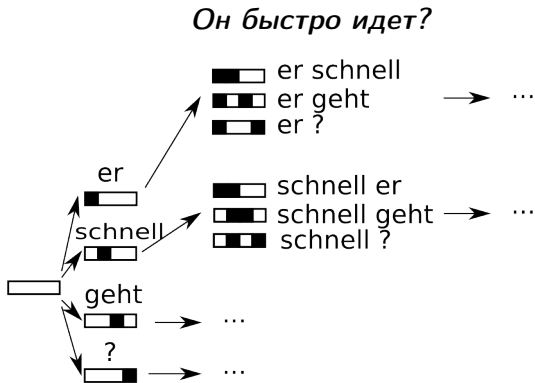 Он быстро идет?
er schnell
er geht
er ?
...
er
schnell er
schnell geht
schnell ?
...
schnell
geht
...
?
...